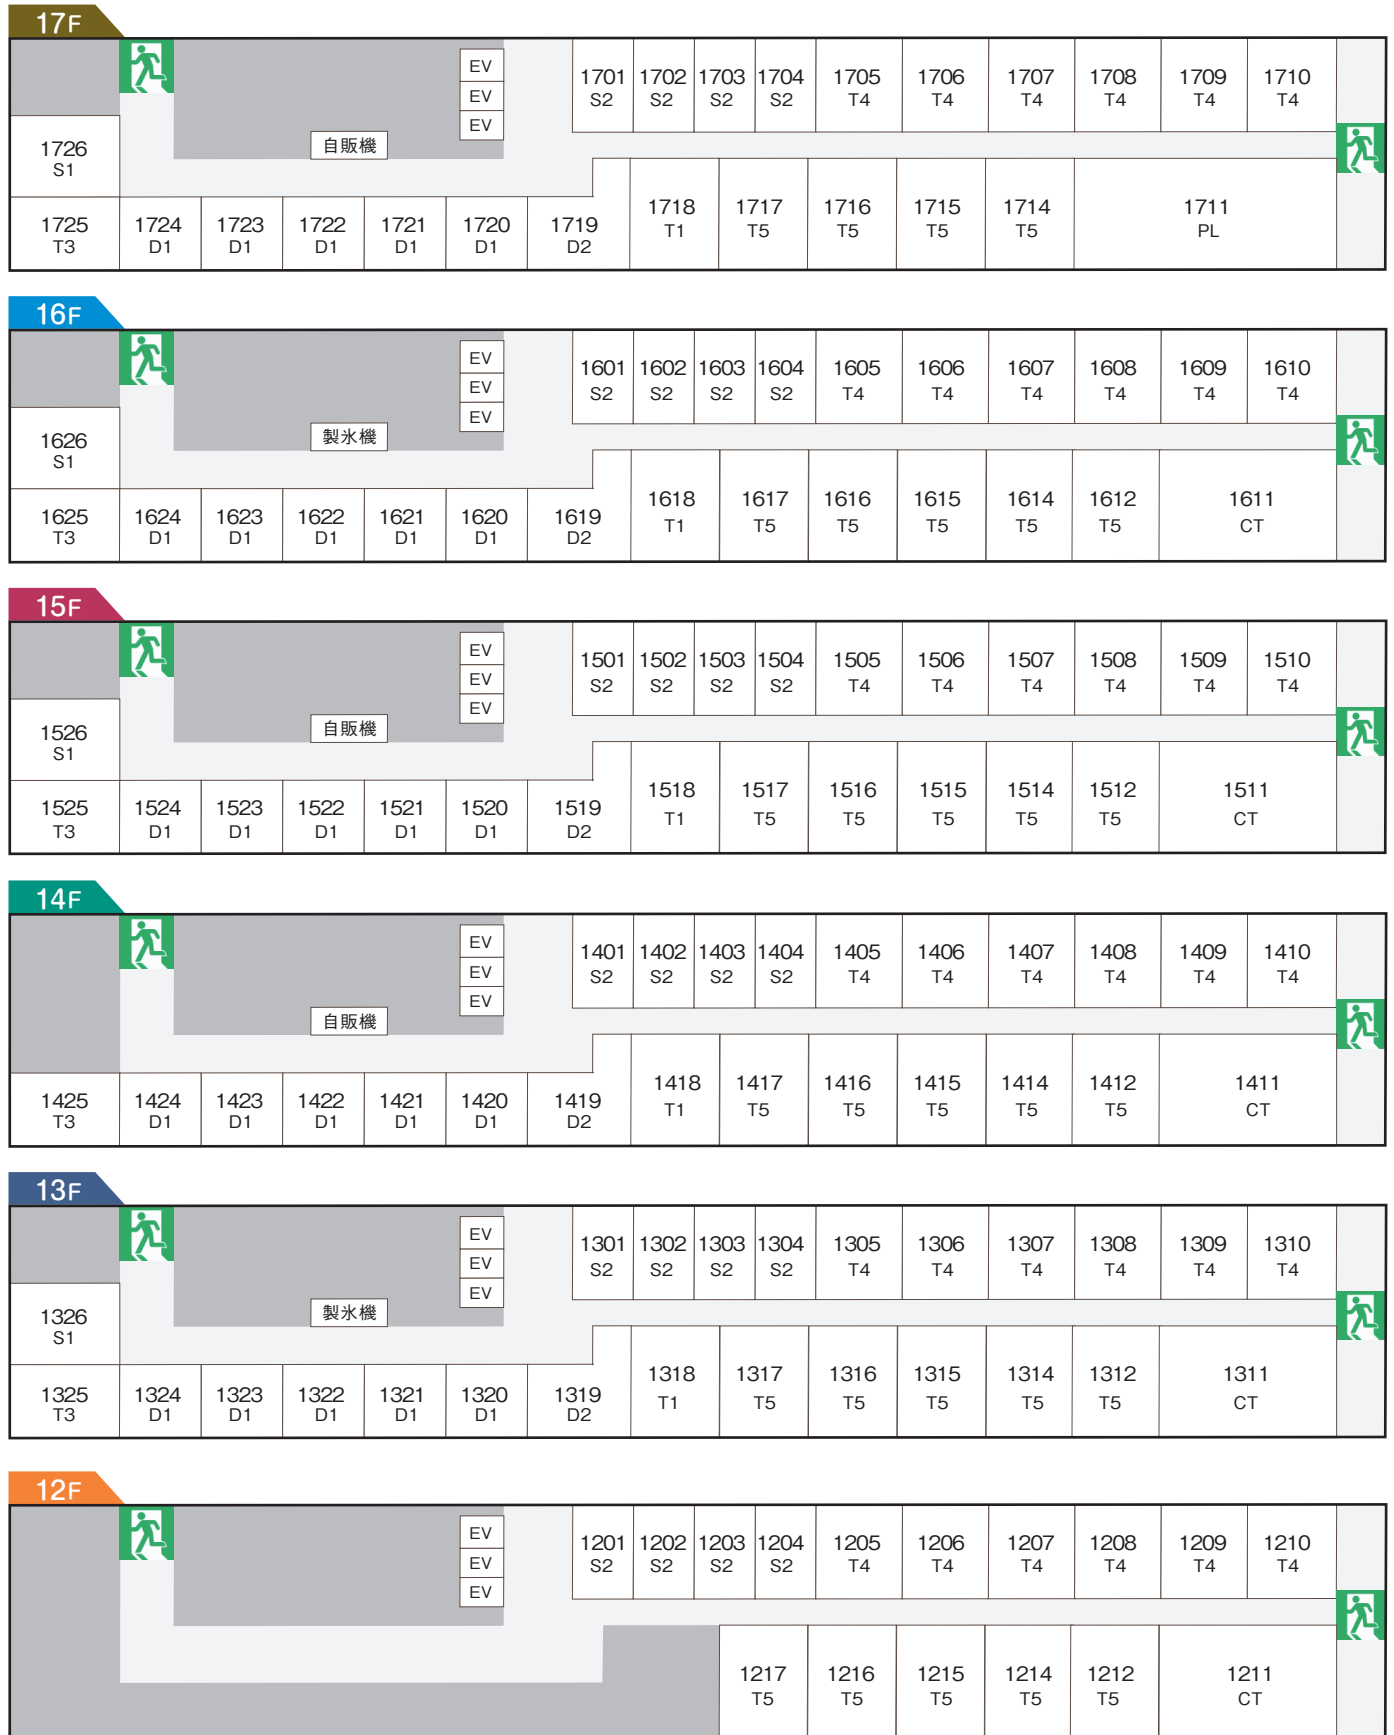 17F
EV
EV
EV
自販機
1701 1702 1703 1704 1705 1706 1707 1708 1709 1710
S2 S2 S2 S2 T4 T4 T4 T4 T4 T4
1726
S1
1718 1717 1716 1715 1714 1711
T1 T5 T5 T5 T5 PL
1725 1724 1723 1722 1721 1720 1719
T3 D1 D1 D1 D1 D1 D2
16F
EV
EV
EV
製氷機
1601 1602 1603 1604 1605 1606 1607 1608 1609 1610
S2 S2 S2 S2 T4 T4 T4 T4 T4 T4
1626
S1
1618 1617 1616 1615 1614 1612 1611
T1 T5 T5 T5 T5 T5 CT
1625 1624 1623 1622 1621 1620 1619
T3 D1 D1 D1 D1 D1 D2
15F
EV
EV
EV
自販機
1501 1502 1503 1504 1505 1506 1507 1508 1509 1510
S2 S2 S2 S2 T4 T4 T4 T4 T4 T4
1526
S1
1518 1517 1516 1515 1514 1512 1511
T1 T5 T5 T5 T5 T5 CT
1525 1524 1523 1522 1521 1520 1519
T3 D1 D1 D1 D1 D1 D2
14F
EV
EV
EV
自販機
1401 1402 1403 1404 1405 1406 1407 1408 1409 1410
S2 S2 S2 S2 T4 T4 T4 T4 T4 T4
1418 1417 1416 1415 1414 1412 1411
T1 T5 T5 T5 T5 T5 CT
1425 1424 1423 1422 1421 1420 1419
T3 D1 D1 D1 D1 D1 D2
13F
EV
EV
EV
製氷機
1301 1302 1303 1304 1305 1306 1307 1308 1309 1310
S2 S2 S2 S2 T4 T4 T4 T4 T4 T4
1326
S1
1318 1317 1316 1315 1314 1312 1311
T1 T5 T5 T5 T5 T5 CT
1325 1324 1323 1322 1321 1320 1319
T3 D1 D1 D1 D1 D1 D2
12F
EV
EV
EV
1201 1202 1203 1204 1205 1206 1207 1208 1209 1210
S2 S2 S2 S2 T4 T4 T4 T4 T4 T4
1217 1216 1215 1214 1212 1211
T5 T5 T5 T5 T5 CT